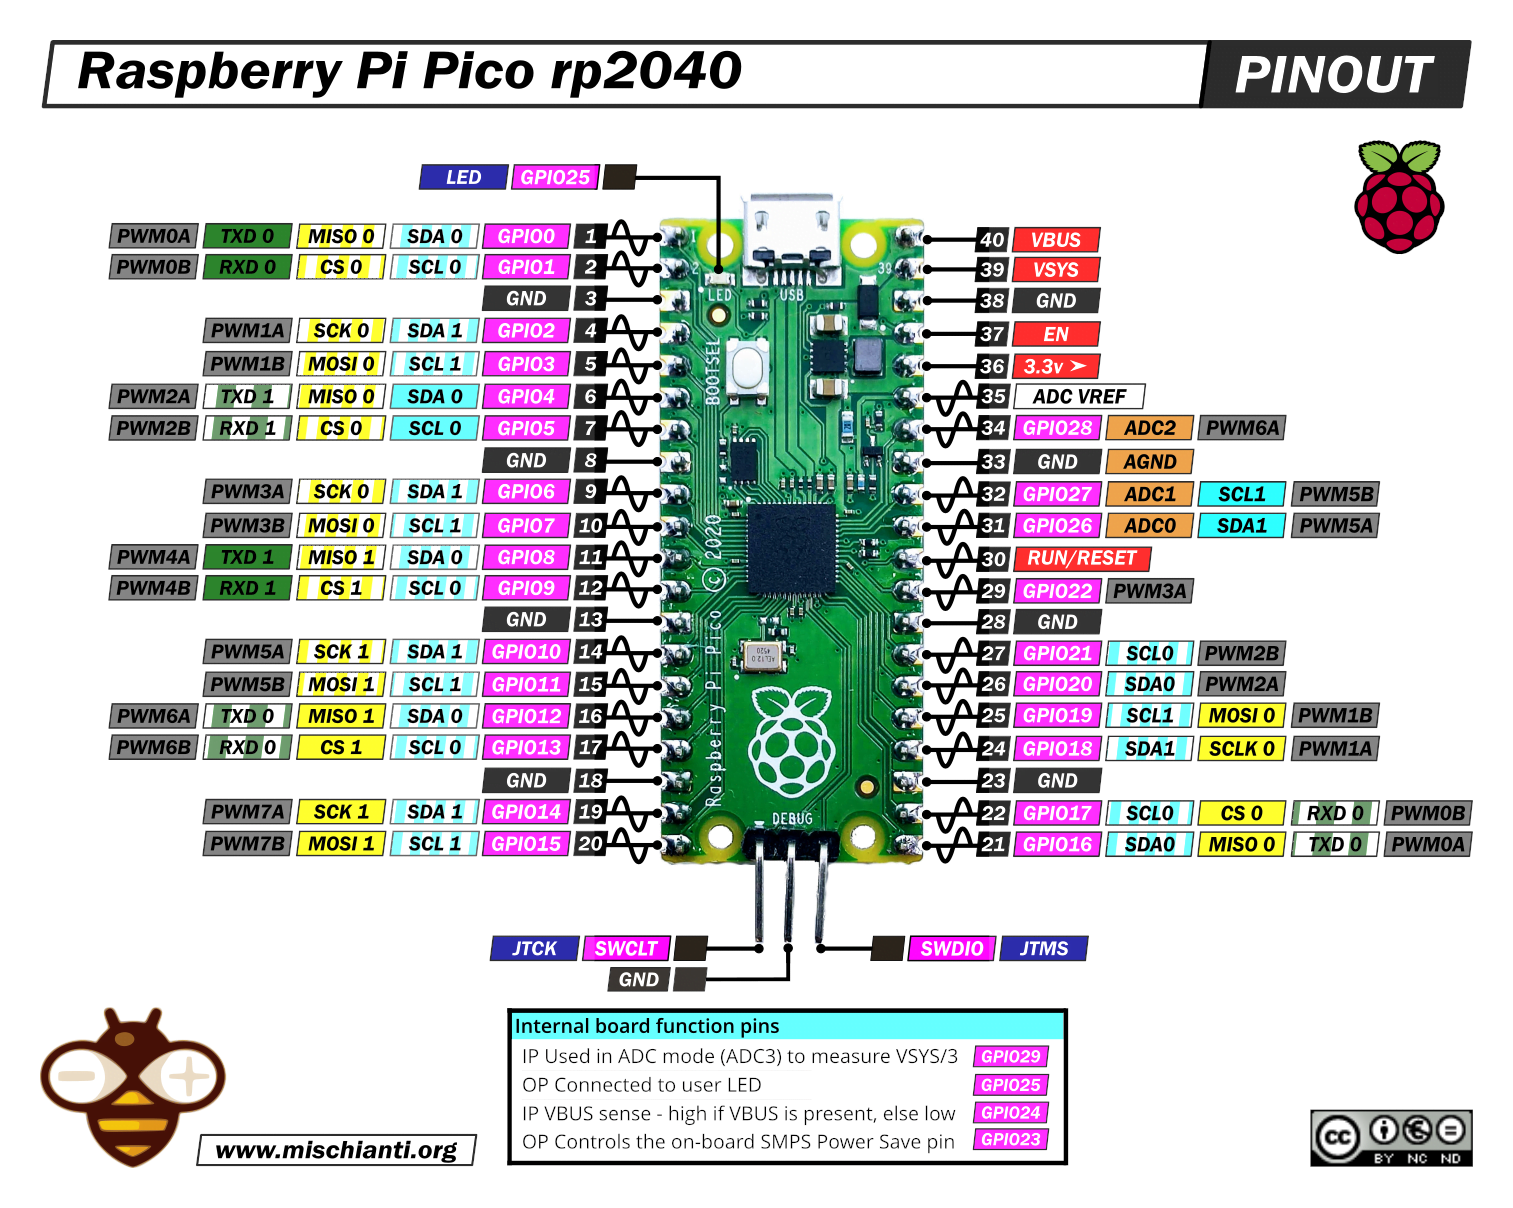 Raspberry Pi Pico rp2040 PINOUT
LED GPIO25
PWM0A TXD 0 MISO 0 SDA 0 GPIO0 1
PWM0B RXD 0 CS 0 SCL 0 GPIO1 2
GND 3
PWM1A SCK 0 SDA 1 GPIO2 4
PWM1B MOSI 0 SCL 1 GPIO3 5
PWM2A TXD 1 MISO 0 SDA 0 GPIO4 6
PWM2B RXD 1 CS 0 SCL 0 GPIO5 7
GND 8
PWM3A SCK 0 SDA 1 GPIO6 9
PWM3B MOSI 0 SCL 1 GPIO7 10
PWM4A TXD 1 MISO 1 SDA 0 GPIO8 11
PWM4B RXD 1 CS 1 SCL 0 GPIO9 12
GND 13
PWM5A SCK 1 SDA 1 GPIO10 14
PWM5B MOSI 1 SCL 1 GPIO11 15
PWM6A TXD 0 MISO 1 SDA 0 GPIO12 16
PWM6B RXD 0 CS 1 SCL 0 GPIO13 17
GND 18
PWM7A SCK 1 SDA 1 GPIO14 19
PWM7B MOSI 1 SCL 1 GPIO15 20
1
2
39
LED
USB
BOOTSEL
Raspberry Pi Pico © 2020
DEBUG
40 VBUS
39 VSYS
38 GND
37 EN
36 3.3v ➤
35 ADC VREF
34 GPIO28 ADC2 PWM6A
33 GND AGND
32 GPIO27 ADC1 SCL1 PWM5B
31 GPIO26 ADC0 SDA1 PWM5A
30 RUN/RESET
29 GPIO22 PWM3A
28 GND
27 GPIO21 SCL0 PWM2B
26 GPIO20 SDA0 PWM2A
25 GPIO19 SCL1 MOSI 0 PWM1B
24 GPIO18 SDA1 SCLK 0 PWM1A
23 GND
22 GPIO17 SCL0 CS 0 RXD 0 PWM0B
21 GPIO16 SDA0 MISO 0 TXD 0 PWM0A
JTCK SWCLT
GND
SWDIO JTMS
Internal board function pins
IP Used in ADC mode (ADC3) to measure VSYS/3 GPIO29
OP Connected to user LED GPIO25
IP VBUS sense - high if VBUS is present, else low GPIO24
OP Controls the on-board SMPS Power Save pin GPIO23
www.mischianti.org
cc
BY NC ND